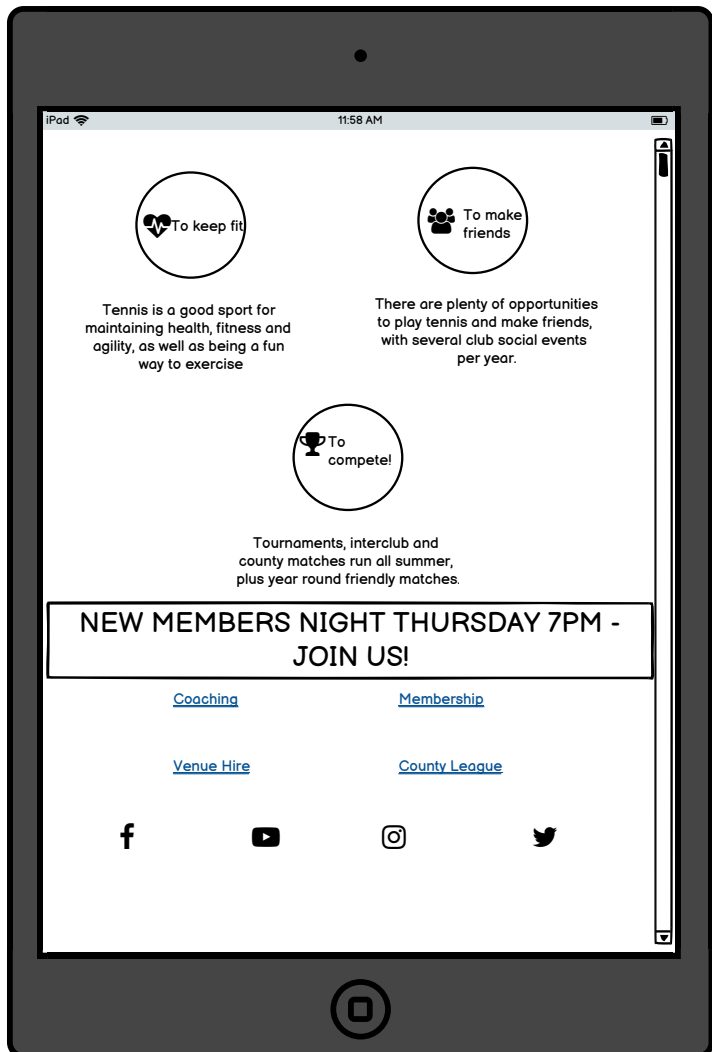 iPad
11:58 AM
To keep fit
To make
friends
Tennis is a good sport for
maintaining health, fitness and
agility, as well as being a fun
way to exercise
There are plenty of opportunities
to play tennis and make friends,
with several club social events
per year.
To
compete!
Tournaments, interclub and
county matches run all summer,
plus year round friendly matches.
NEW MEMBERS NIGHT THURSDAY 7PM -
JOIN US!
Coaching
Membership
Venue Hire
County League